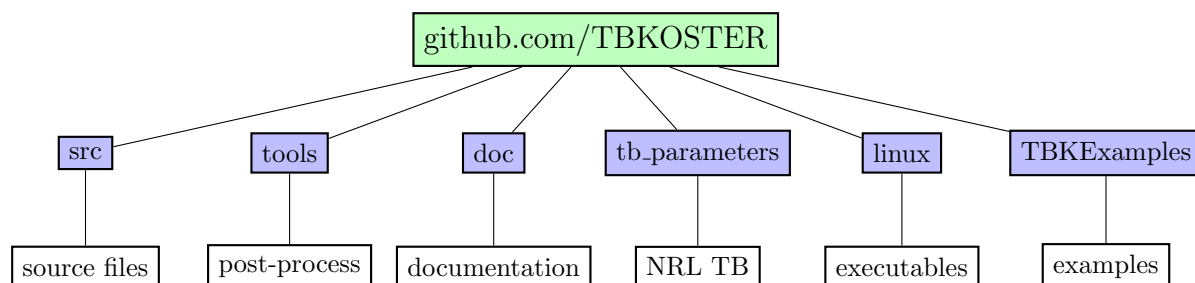 github.com/TBKOSTER
src
tools
doc
tb_parameters
linux
TBKExamples
source files
post-process
documentation
NRL TB
executables
examples